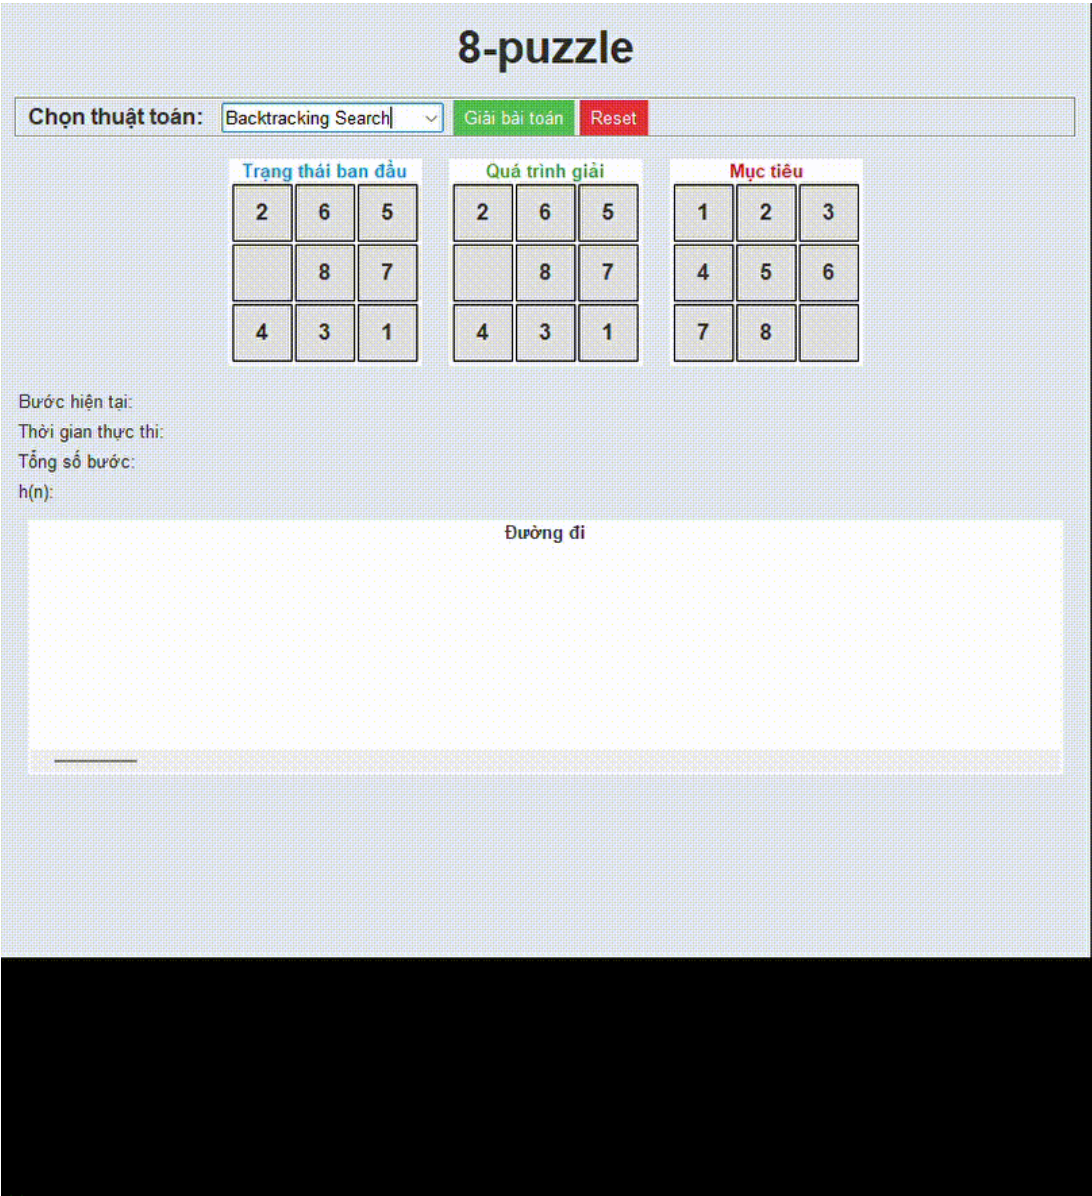 8-puzzle
Chọn thuật toán: Backtracking Search Giải bài toán Reset
Trạng thái ban đầu Quá trình giải Mục tiêu
2 6 5 2 6 5 1 2 3
8 7 8 7 4 5 6
4 3 1 4 3 1 7 8
Bước hiện tại:
Thời gian thực thi:
Tổng số bước:
h(n):
Đường đi